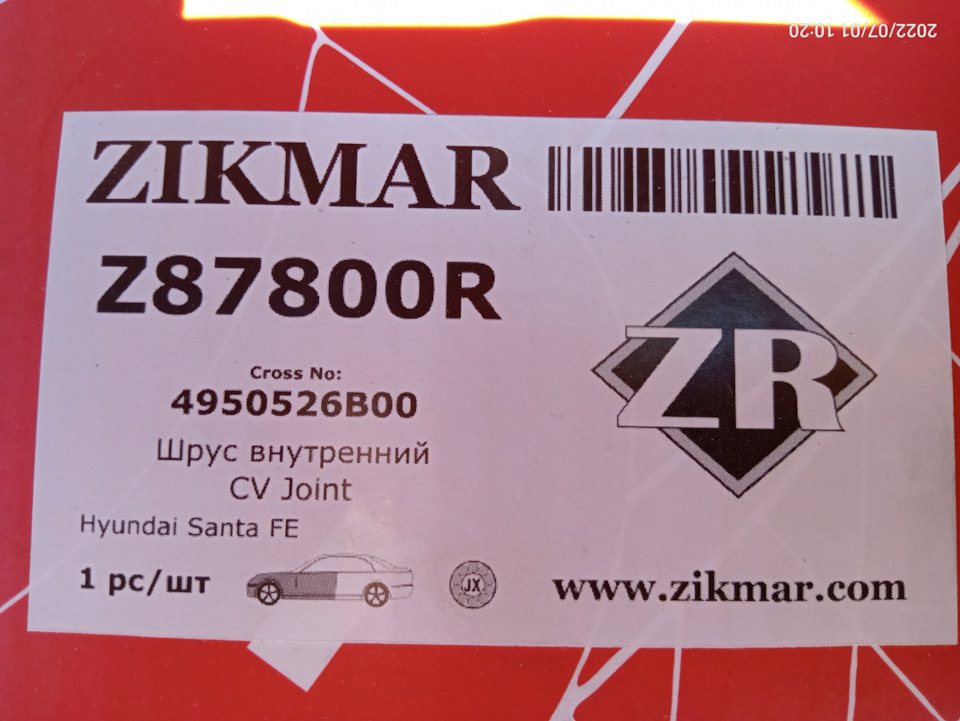 2022/07/01 10:20
ZIKMAR
Z87800R
Cross No:
4950526B00
Шрус внутренний
CV Joint
Hyundai Santa FE
1 pc/шт
JX
ZR
www.zikmar.com